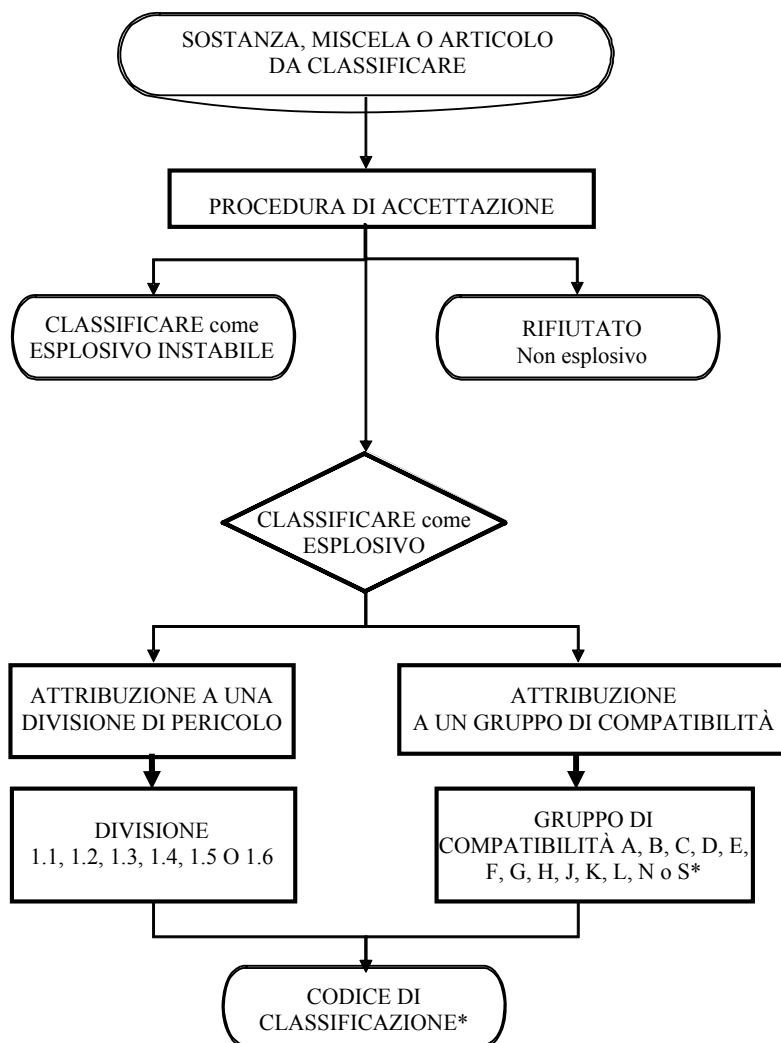 SOSTANZA, MISCELA O ARTICOLO
DA CLASSIFICARE
PROCEDURA DI ACCETTAZIONE
CLASSIFICARE come
ESPLOSIVO INSTABILE
RIFIUTATO
Non esplosivo
CLASSIFICARE come
ESPLOSIVO
ATTRIBUZIONE A UNA
DIVISIONE DI PERICOLO
ATTRIBUZIONE
A UN GRUPPO DI COMPATIBILITÀ
DIVISIONE
1.1, 1.2, 1.3, 1.4, 1.5 O 1.6
GRUPPO DI
COMPATIBILITÀ A, B, C, D, E,
F, G, H, J, K, L, N o S*
CODICE DI
CLASSIFICAZIONE*